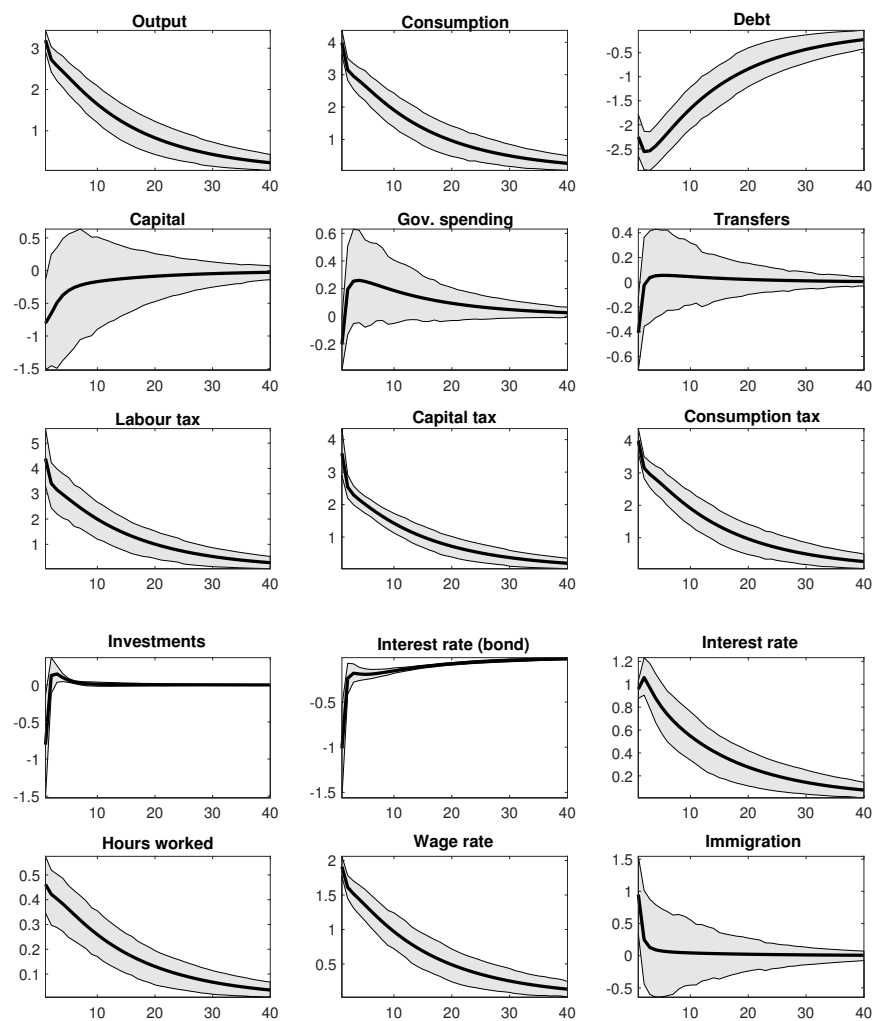 Output Consumption Debt
3 4 -0.5
2 3 -1
1 2 -1.5
1 -2
-2.5
10 20 30 40 10 20 30 40 10 20 30 40
Capital Gov. spending Transfers
0.5 0.6 0.4
0 0.4 0.2
-0.5 0.2 0
-1 0 -0.2
-1.5 -0.2 -0.4
-0.6
10 20 30 40 10 20 30 40 10 20 30 40
Labour tax Capital tax Consumption tax
5 4 4
4 3 3
3 2 2
2 1 1
1
10 20 30 40 10 20 30 40 10 20 30 40
Investments Interest rate (bond) Interest rate
0 -0.5 1.2
-0.5 -1 1
-1 -1.5 0.8
-1.5 0.6
0.4
0.2
10 20 30 40 10 20 30 40 10 20 30 40
Hours worked Wage rate Immigration
0.5 2 1.5
0.4 1.5 1
0.3 1 0.5
0.2 0.5 0
0.1 -0.5
10 20 30 40 10 20 30 40 10 20 30 40